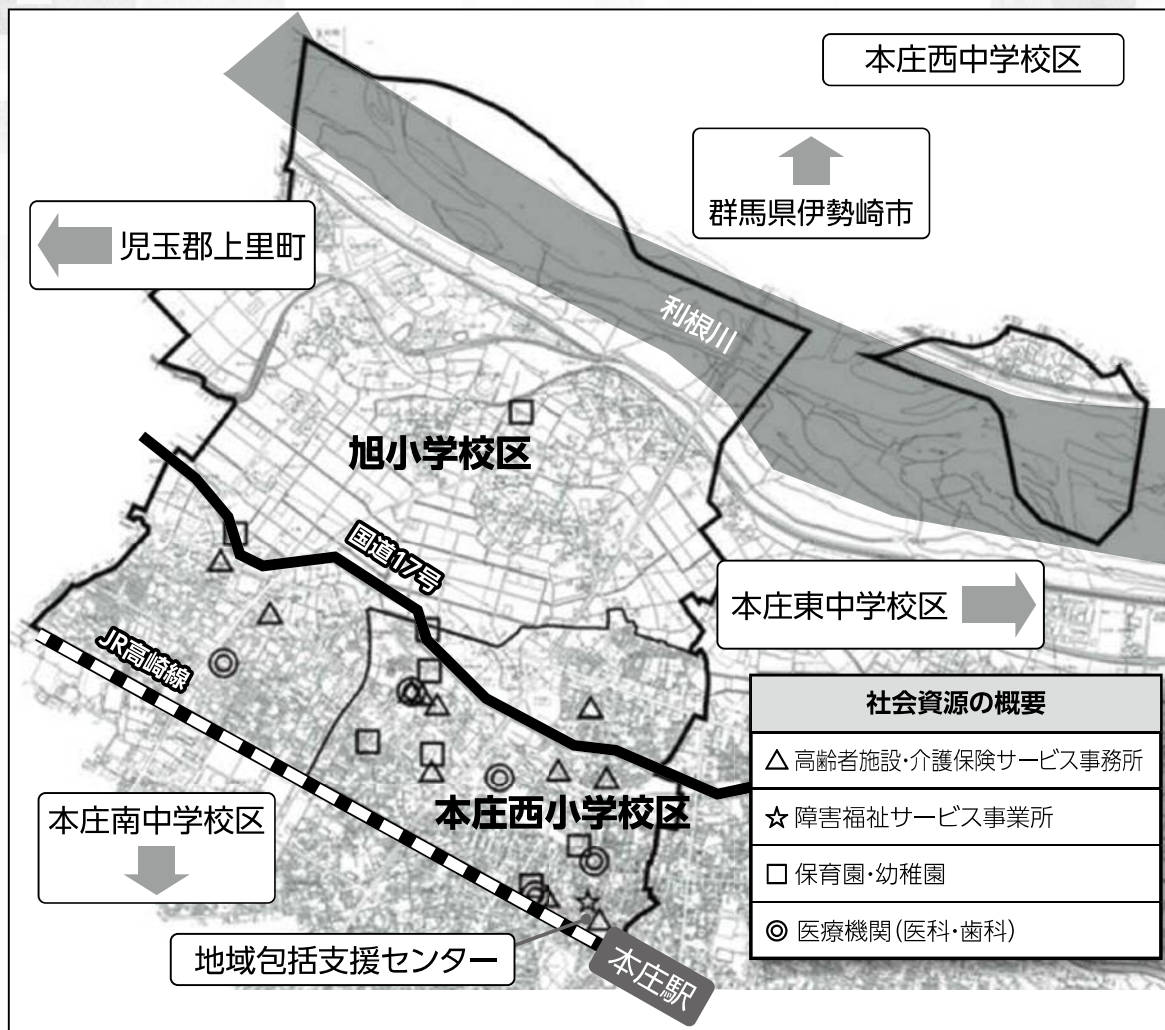 本庄西中学校区
群馬県伊勢崎市
児玉郡上里町
利根川
旭小学校区
国道17号
本庄東中学校区
JR高崎線
社会資源の概要
△ 高齢者施設・介護保険サービス事務所
☆ 障害福祉サービス事業所
□ 保育園・幼稚園
◎ 医療機関(医科・歯科)
本庄西小学校区
本庄南中学校区
地域包括支援センター
本庄駅